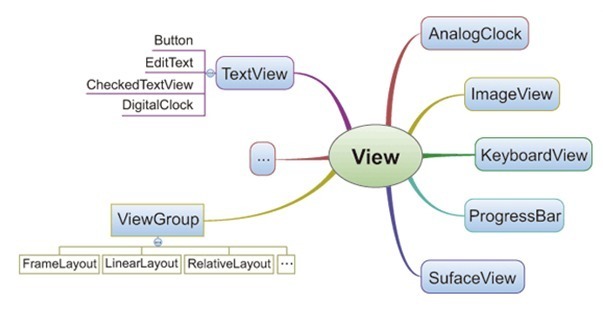 Button
EditText
CheckedTextView
DigitalClock
TextView
...
ViewGroup
FrameLayout
LinearLayout
RelativeLayout
...
View
AnalogClock
ImageView
KeyboardView
ProgressBar
SufaceView